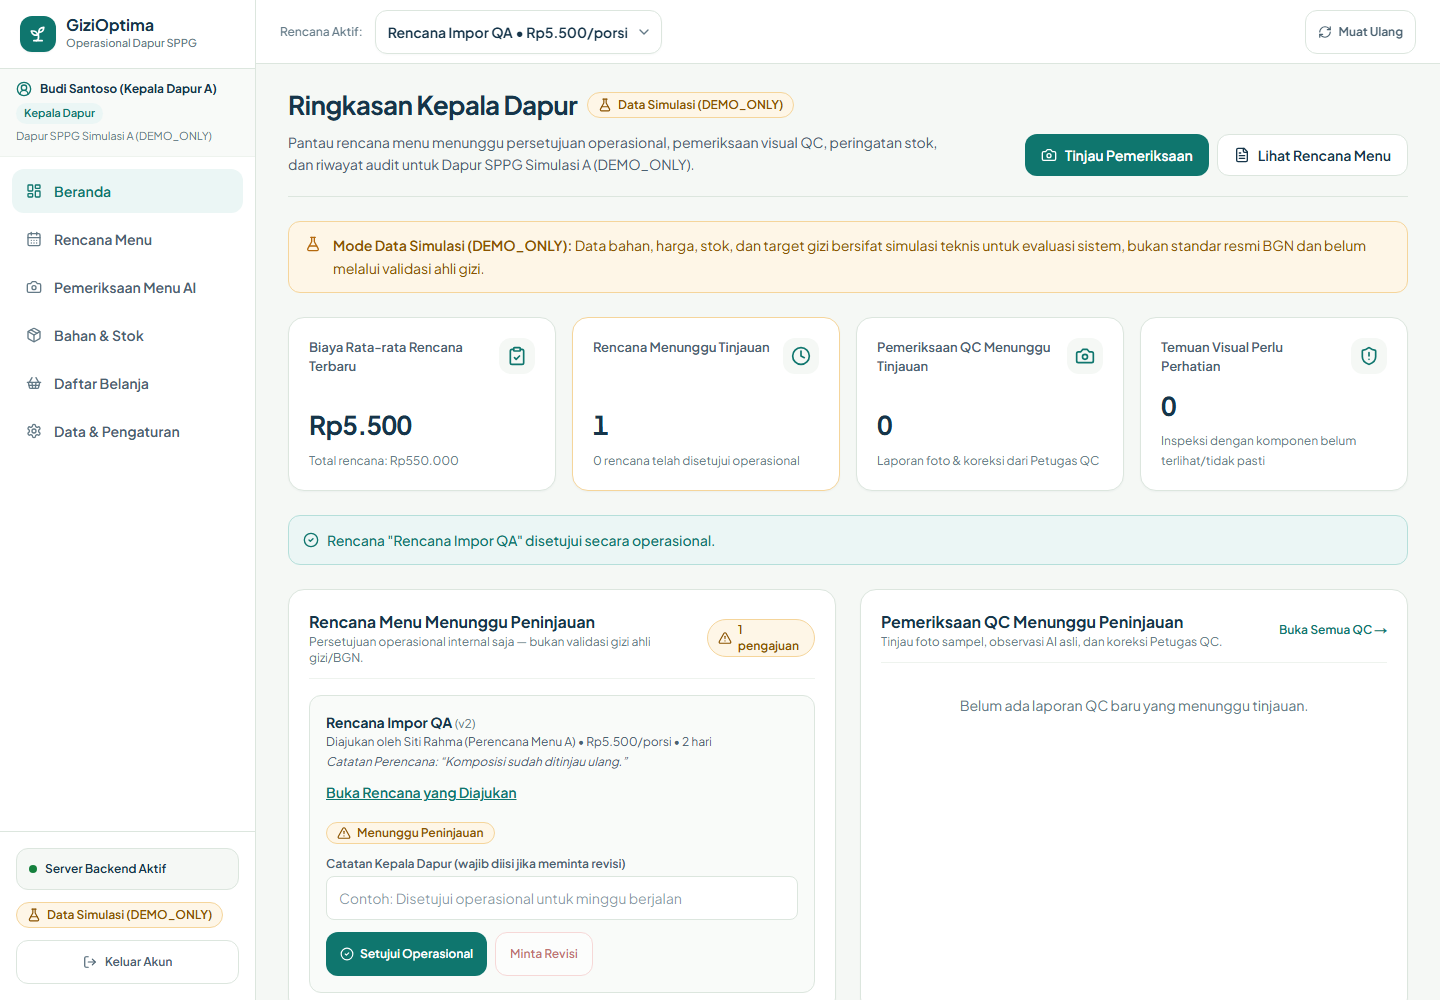 GiziOptima
Operasional Dapur SPPG
Budi Santoso (Kepala Dapur A)
Kepala Dapur
Dapur SPPG Simulasi A (DEMO_ONLY)
Beranda
Rencana Menu
Pemeriksaan Menu AI
Bahan & Stok
Daftar Belanja
Data & Pengaturan
Server Backend Aktif
Data Simulasi (DEMO_ONLY)
Keluar Akun
Rencana Aktif:
Rencana Impor QA • Rp5.500/porsi
Muat Ulang
Ringkasan Kepala Dapur
Data Simulasi (DEMO_ONLY)
Pantau rencana menu menunggu persetujuan operasional, pemeriksaan visual QC, peringatan stok,
dan riwayat audit untuk Dapur SPPG Simulasi A (DEMO_ONLY).
Tinjau Pemeriksaan
Lihat Rencana Menu
Mode Data Simulasi (DEMO_ONLY): Data bahan, harga, stok, dan target gizi bersifat simulasi teknis untuk evaluasi sistem, bukan standar resmi BGN dan belum
melalui validasi ahli gizi.
Biaya Rata-rata Rencana
Terbaru
Rp5.500
Total rencana: Rp550.000
Rencana Menunggu Tinjauan
1
0 rencana telah disetujui operasional
Pemeriksaan QC Menunggu
Tinjauan
0
Laporan foto & koreksi dari Petugas QC
Temuan Visual Perlu
Perhatian
0
Inspeksi dengan komponen belum
terlihat/tidak pasti
Rencana "Rencana Impor QA" disetujui secara operasional.
Rencana Menu Menunggu Peninjauan
Persetujuan operasional internal saja — bukan validasi gizi ahli
gizi/BGN.
1
pengajuan
Rencana Impor QA (v2)
Diajukan oleh Siti Rahma (Perencana Menu A) • Rp5.500/porsi • 2 hari
Catatan Perencana: “Komposisi sudah ditinjau ulang.”
Buka Rencana yang Diajukan
Menunggu Peninjauan
Catatan Kepala Dapur (wajib diisi jika meminta revisi)
Contoh: Disetujui operasional untuk minggu berjalan
Setujui Operasional
Minta Revisi
Pemeriksaan QC Menunggu Peninjauan
Tinjau foto sampel, observasi AI asli, dan koreksi Petugas QC.
Buka Semua QC →
Belum ada laporan QC baru yang menunggu tinjauan.